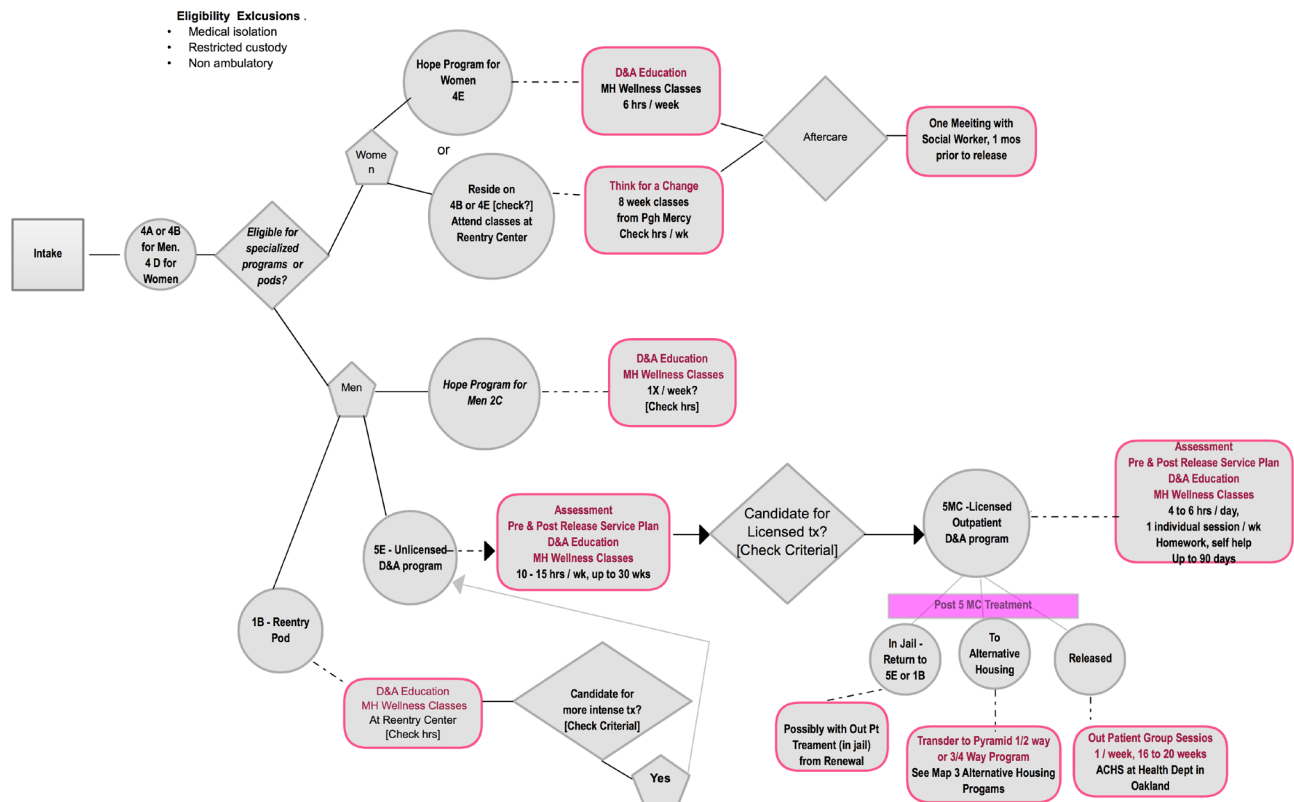 Eligibility Exlcusions .
• Medical isolation
• Restricted custody
• Non ambulatory
Hope Program for
Women
4E
D&A Education
MH Wellness Classes
6 hrs / week
Aftercare
One Meeiting with
Social Worker, 1 mos
prior to release
Wome
n
or
Reside on
4B or 4E [check?]
Attend classes at
Reentry Center
Think for a Change
8 week classes
from Pgh Mercy
Check hrs / wk
Intake
4A or 4B
for Men.
4 D for
Women
Eligible for
specialized
programs or
pods?
Men
Hope Program for
Men 2C
D&A Education
MH Wellness Classes
1X / week?
[Check hrs]
5E - Unlicensed
D&A program
Assessment
Pre & Post Release Service Plan
D&A Education
MH Wellness Classes
10 - 15 hrs / wk, up to 30 wks
Candidate for
Licensed tx?
[Check Criterial]
5MC -Licensed
Outpatient
D&A program
Assessment
Pre & Post Release Service Plan
D&A Education
MH Wellness Classes
4 to 6 hrs / day,
1 individual session / wk
Homework, self help
Up to 90 days
Post 5 MC Treatment
1B - Reentry
Pod
In Jail -
Return to
5E or 1B
To
Alternative
Housing
Released
D&A Education
MH Wellness Classes
At Reentry Center
[Check hrs]
Candidate for
more intense tx?
[Check Criterial]
Yes
Possibly with Out Pt
Treament (in jail)
from Renewal
Transder to Pyramid 1/2 way
or 3/4 Way Program
See Map 3 Alternative Housing
Progams
Out Patient Group Sessios
1 / week, 16 to 20 weeks
ACHS at Health Dept in
Oakland